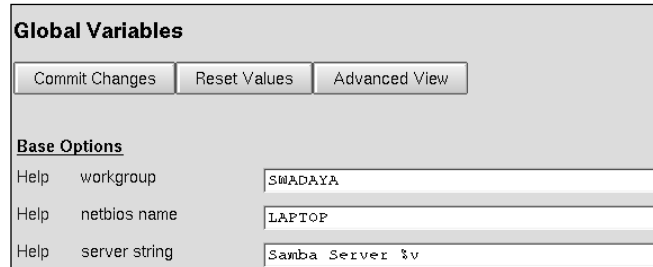 Global Variables
Commit Changes Reset Values Advanced View
Base Options
Help workgroup SWADAYA
Help netbios name LAPTOP
Help server string Samba Server %v